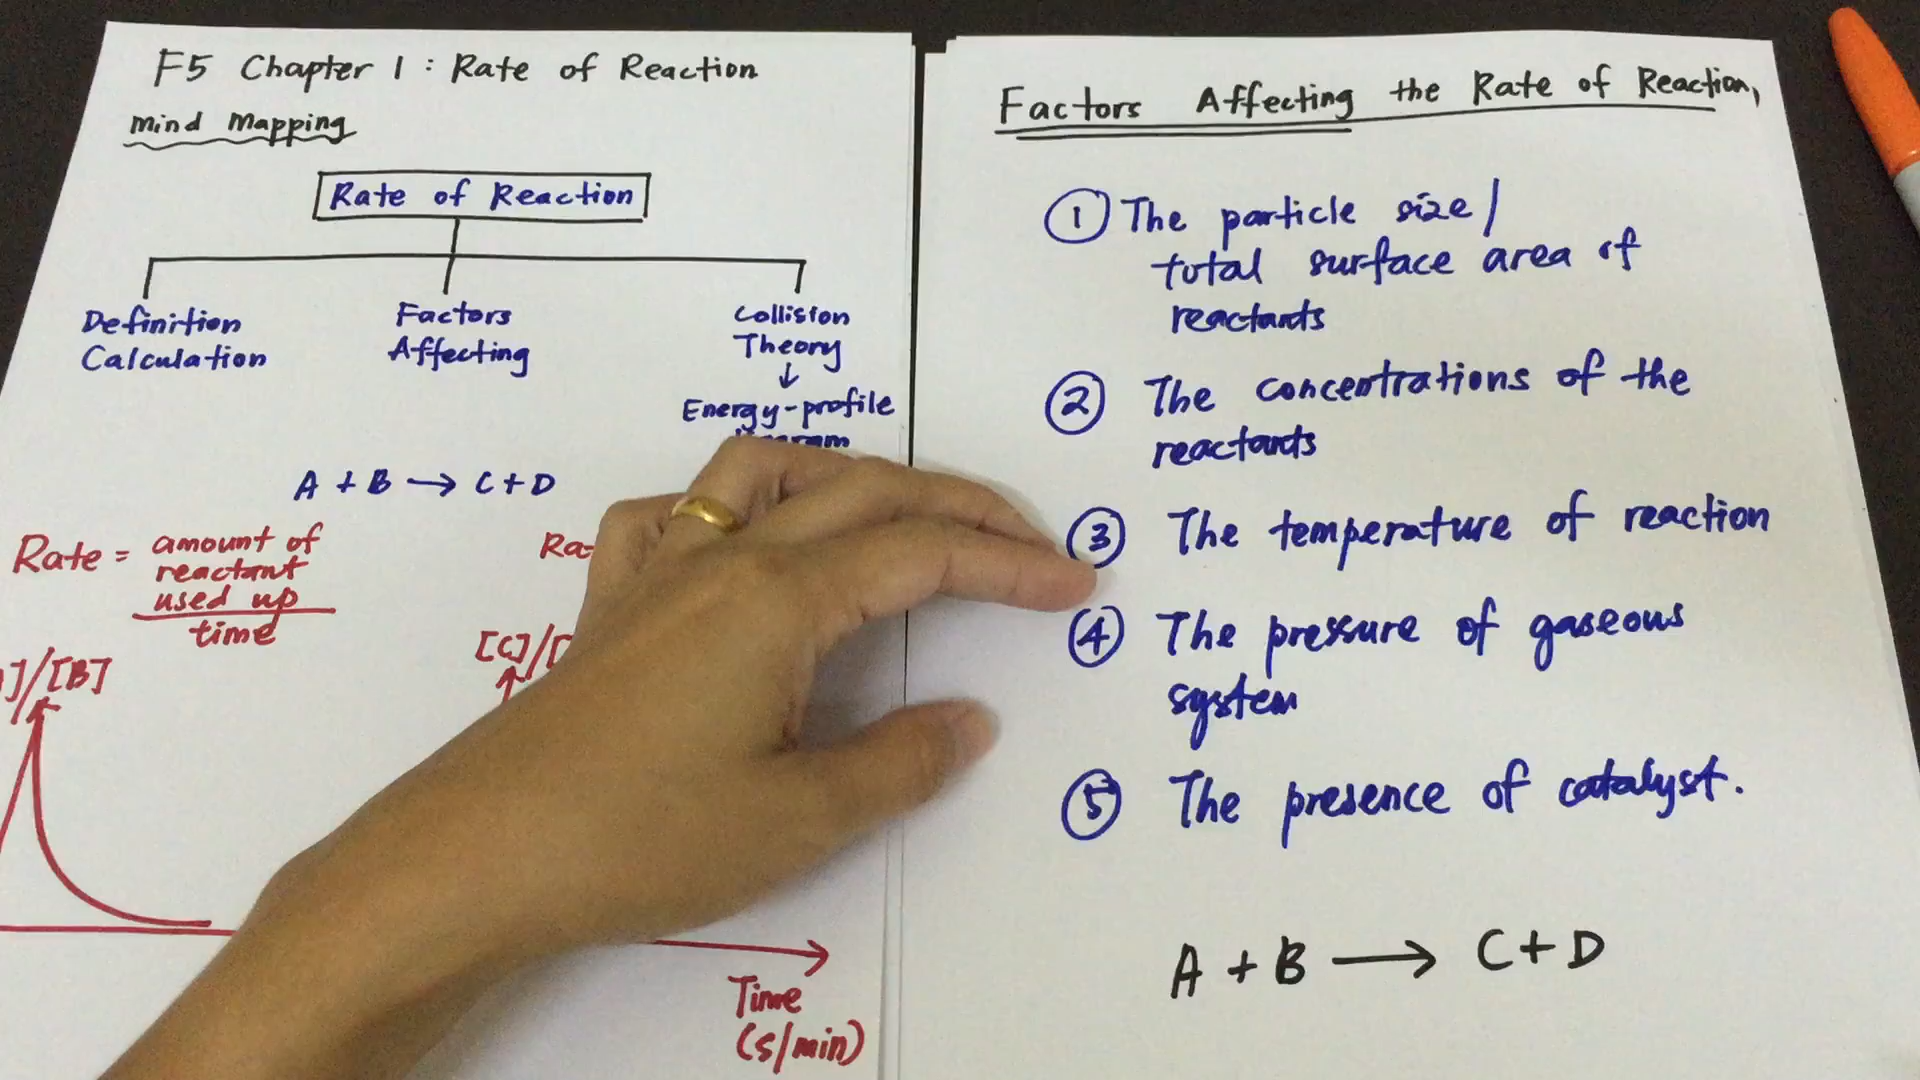 F5 Chapter 1 : Rate of Reaction
Mind Mapping
Rate of Reaction
Definition
Calculation
Factors
Affecting
Collision
Theory
↓
Energy-profile
A + B → C + D
Rate = amount of
reactant
used up
time
]/[B]
[C]/[
Time
(s/min)
Factors Affecting the Rate of Reaction,
① The particle size/
total surface area of
reactants
② The concentrations of the
reactants
③ The temperature of reaction
④ The pressure of gaseous
system
⑤ The presence of catalyst.
A + B → C + D